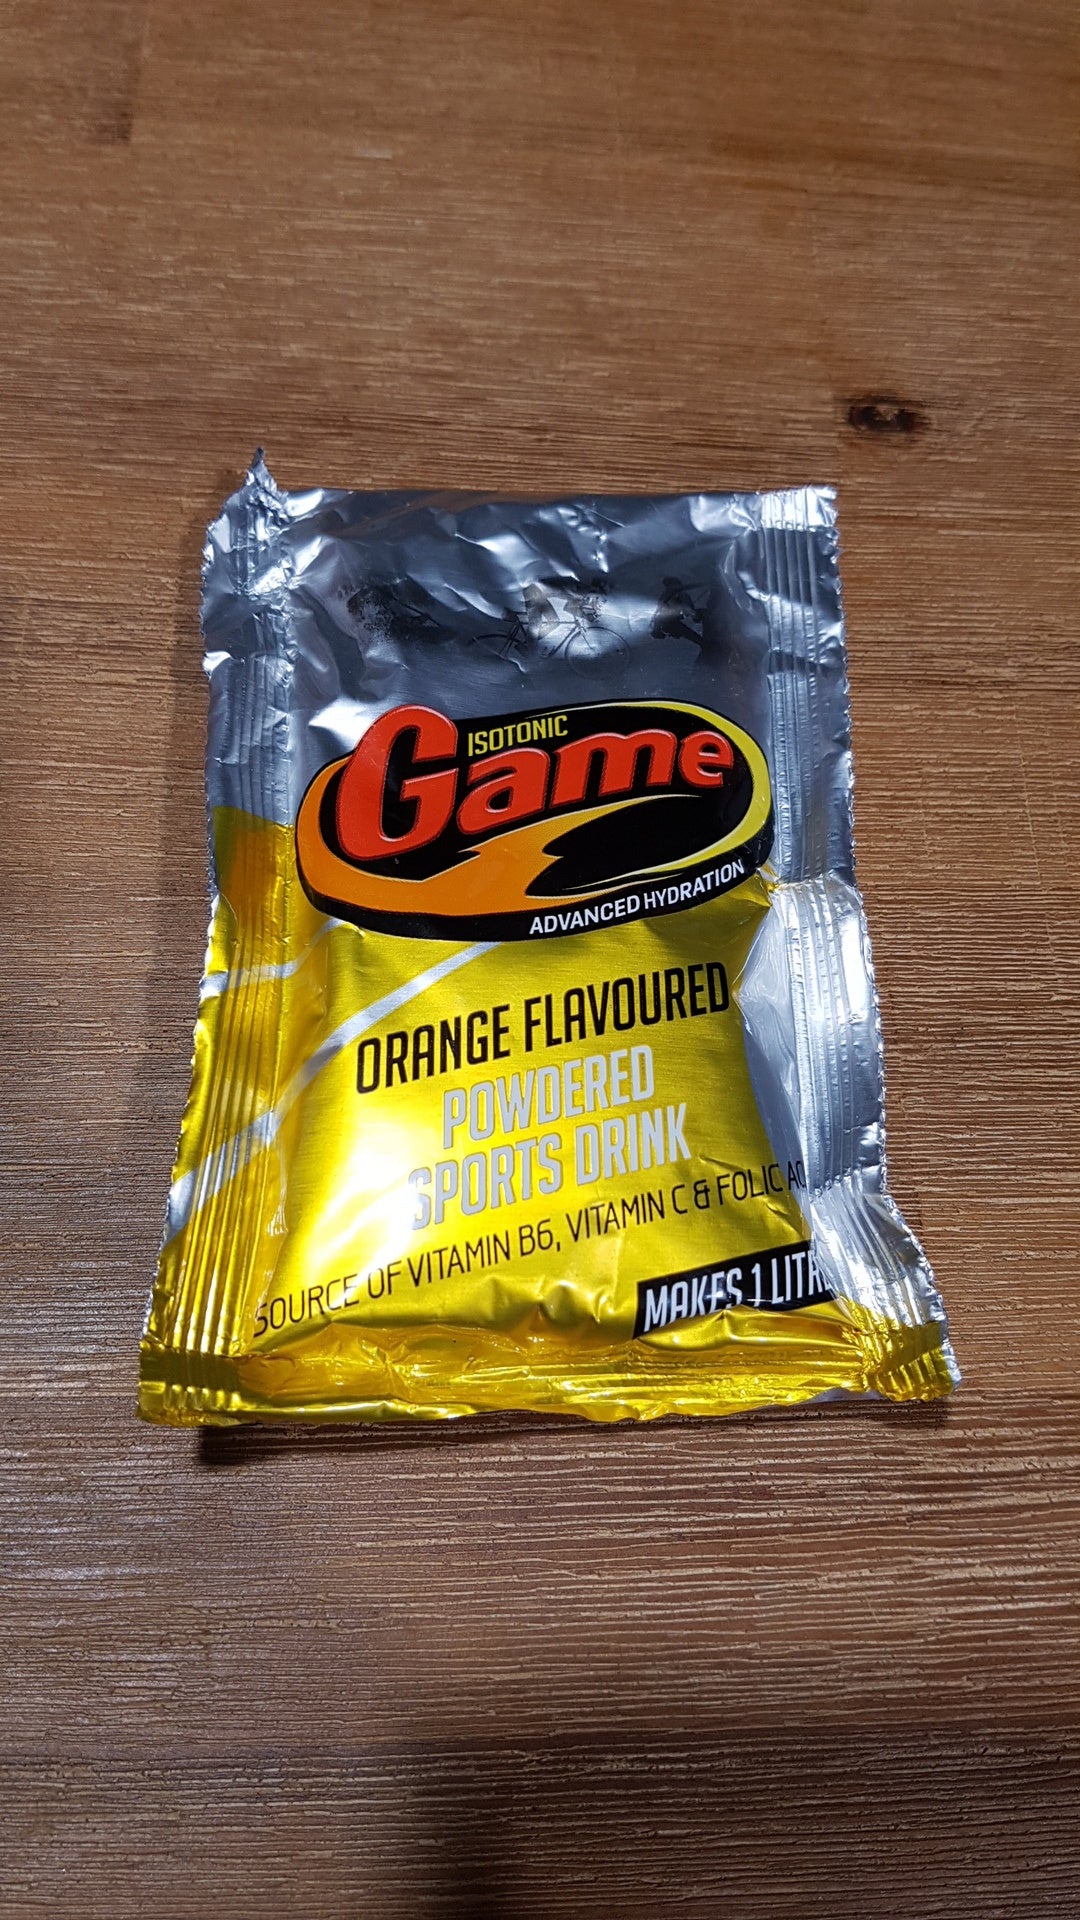 ISOTONIC
Game
ADVANCED HYDRATION
ORANGE FLAVOURED
POWDERED
SPORTS DRINK
SOURCE OF VITAMIN B6, VITAMIN C & FOLIC
MAKES 1